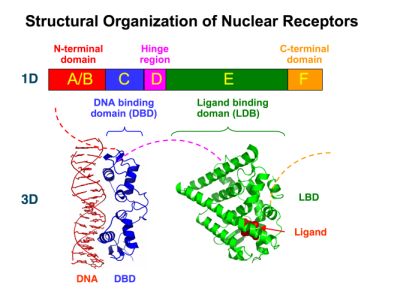 Structural Organization of Nuclear Receptors
N-terminal
domain
Hinge
region
C-terminal
domain
1D
A/B
C
D
E
F
DNA binding
domain (DBD)
Ligand binding
doman (LDB)
3D
LBD
Ligand
DNA
DBD